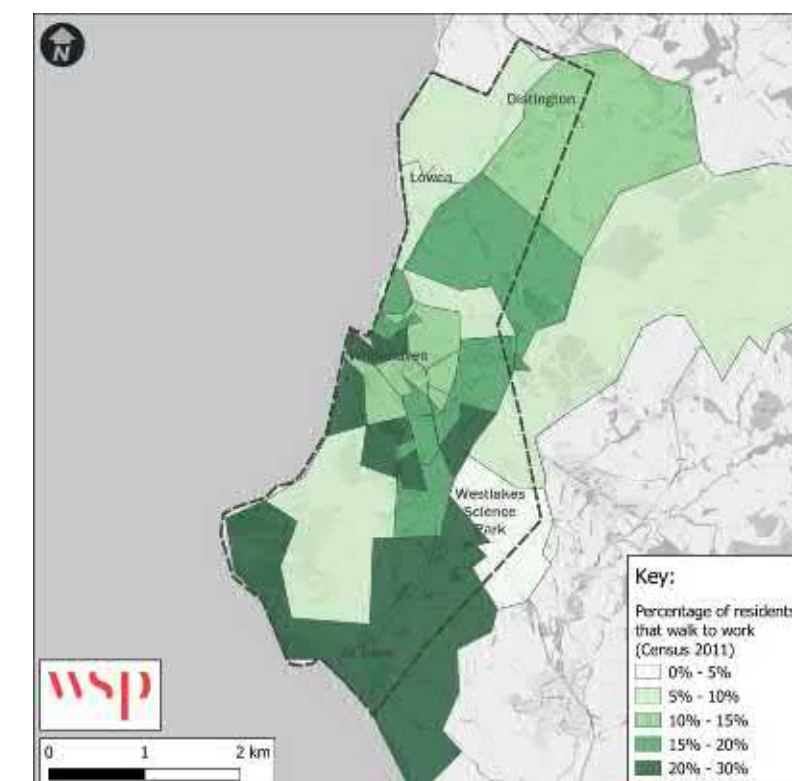 N
Distington
Lowca
Westlakes
Science
Park
Key:
Percentage of residents
that walk to work
(Census 2011)
0% - 5%
5% - 10%
10% - 15%
15% - 20%
20% - 30%
wsp
0 1 2 km